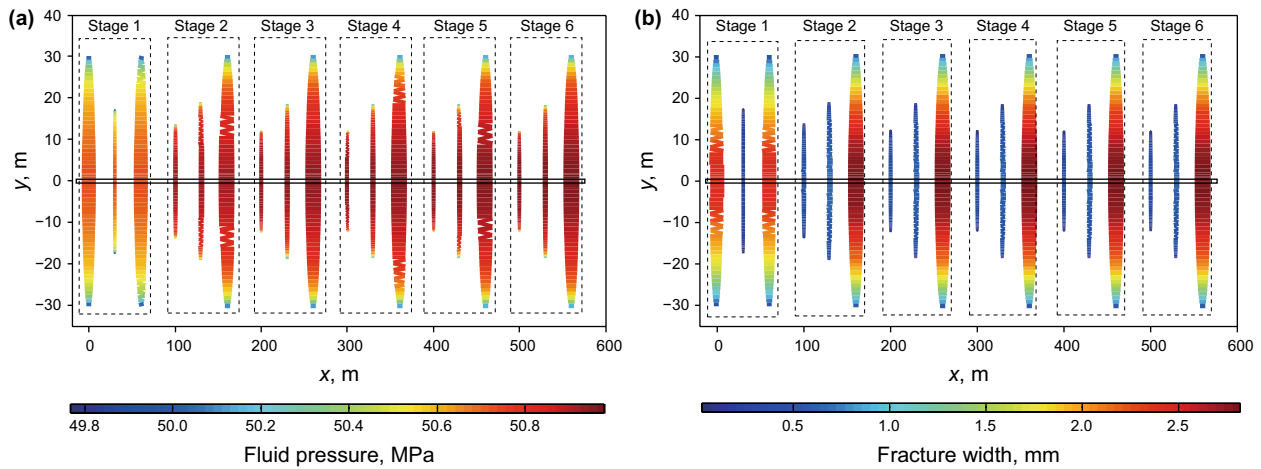 (a)
Stage 1 Stage 2 Stage 3 Stage 4 Stage 5 Stage 6
40
30
20
10
0
−10
−20
−30
y, m
0 100 200 300 400 500 600
x, m
49.8 50.0 50.2 50.4 50.6 50.8
Fluid pressure, MPa
(b)
Stage 1 Stage 2 Stage 3 Stage 4 Stage 5 Stage 6
40
30
20
10
0
−10
−20
−30
y, m
0 100 200 300 400 500 600
x, m
0.5 1.0 1.5 2.0 2.5
Fracture width, mm